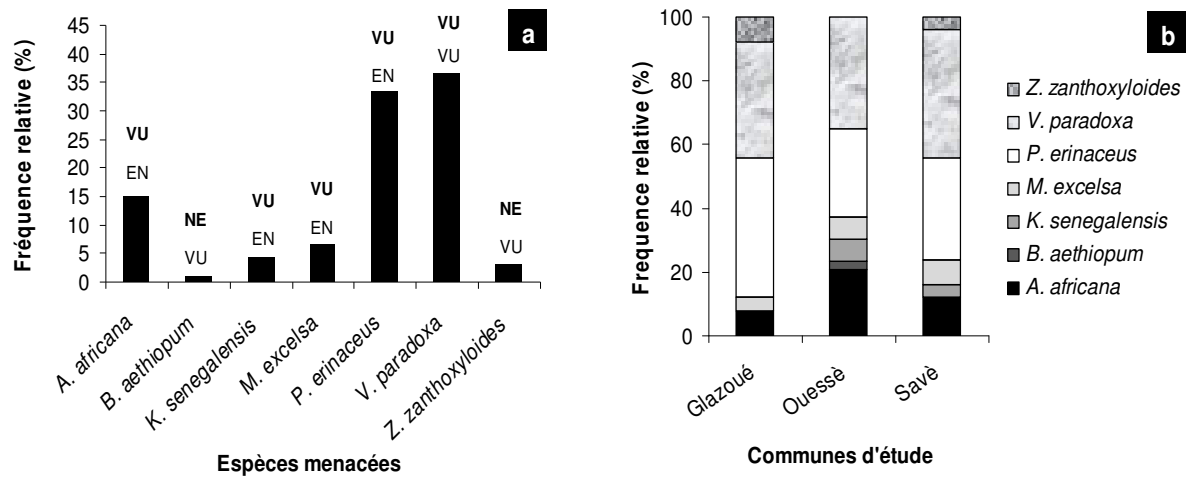 a
Fréquence relative (%)
45
40
35
30
25
20
15
10
5
0
VU
EN
NE
VU
VU
EN
VU
EN
VU
EN
VU
VU
NE
VU
A. africana
B. aethiopum
K. senegalensis
M. excelsa
P. erinaceus
V. paradoxa
Z. zanthoxyloides
Espèces menacées
b
Frequence relative (%)
100
80
60
40
20
0
Glazoué
Ouessè
Savè
Communes d'étude
Z. zanthoxyloides
V. paradoxa
P. erinaceus
M. excelsa
K. senegalensis
B. aethiopum
A. africana